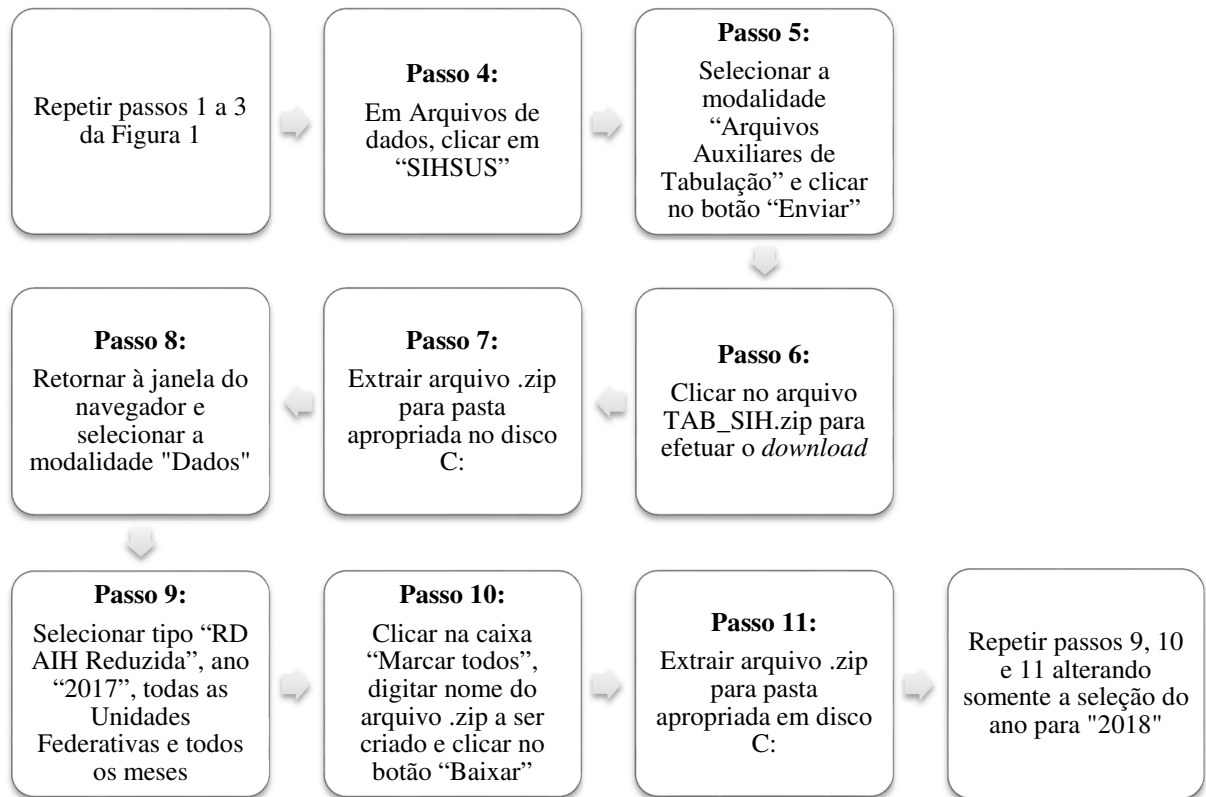 Repetir passos 1 a 3
da Figura 1
Passo 4:
Em Arquivos de
dados, clicar em
“SIHSUS”
Passo 5:
Selecionar a
modalidade
“Arquivos
Auxiliares de
Tabulação” e clicar
no botão “Enviar”
Passo 6:
Clicar no arquivo
TAB_SIH.zip para
efetuar o download
Passo 7:
Extrair arquivo .zip
para pasta
apropriada no disco
C:
Passo 8:
Retornar à janela do
navegador e
selecionar a
modalidade "Dados"
Passo 9:
Selecionar tipo “RD
AIH Reduzida”, ano
“2017”, todas as
Unidades
Federativas e todos
os meses
Passo 10:
Clicar na caixa
“Marcar todos”,
digitar nome do
arquivo .zip a ser
criado e clicar no
botão “Baixar”
Passo 11:
Extrair arquivo .zip
para pasta
apropriada em disco
C:
Repetir passos 9, 10
e 11 alterando
somente a seleção do
ano para "2018"